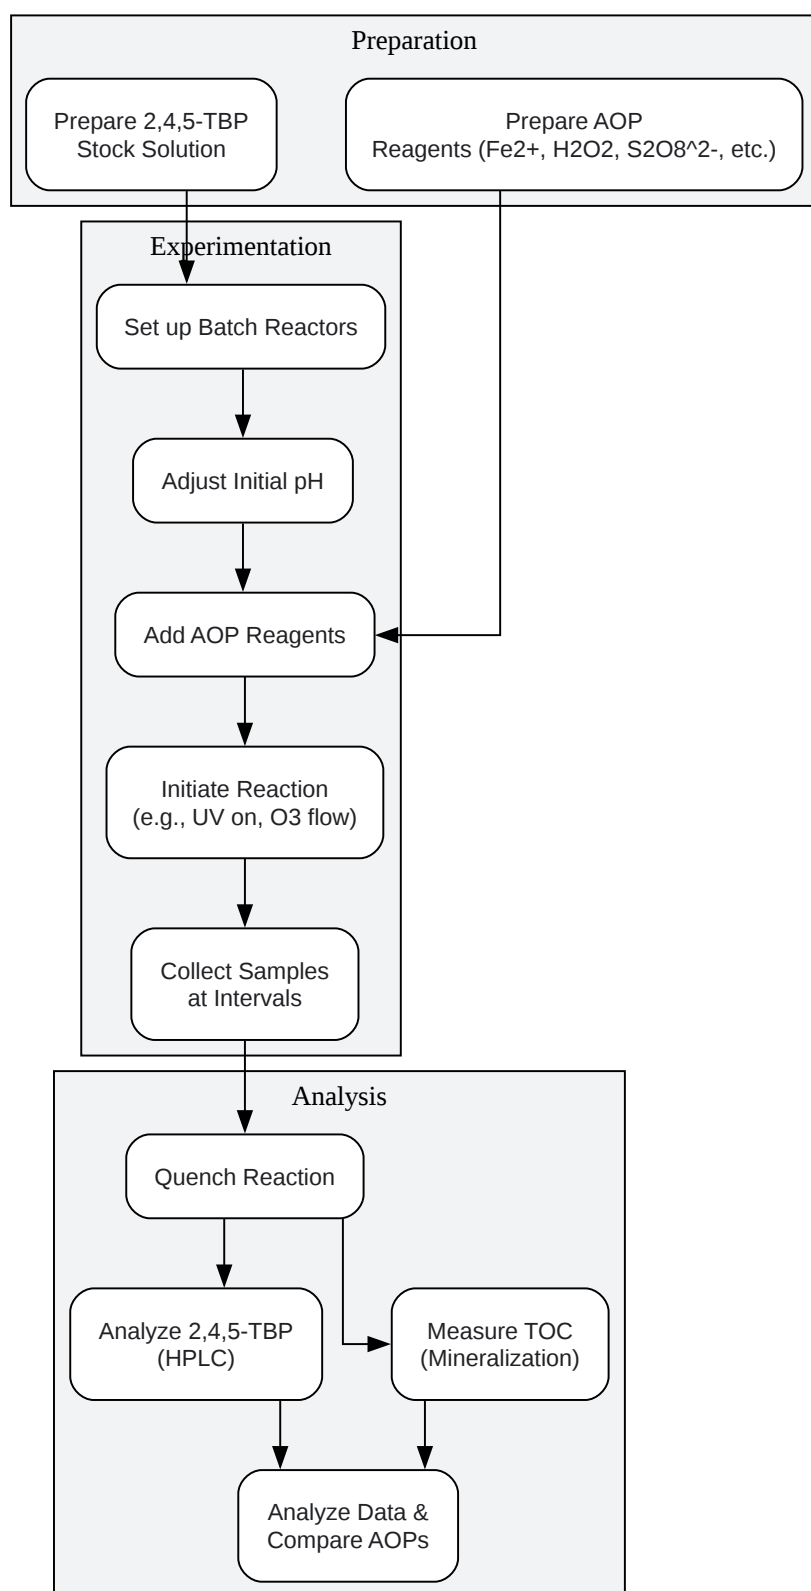 Preparation
Prepare 2,4,5-TBP
Stock Solution
Prepare AOP
Reagents (Fe2+, H2O2, S2O8^2-, etc.)
Experimentation
Set up Batch Reactors
Adjust Initial pH
Add AOP Reagents
Initiate Reaction
(e.g., UV on, O3 flow)
Collect Samples
at Intervals
Analysis
Quench Reaction
Analyze 2,4,5-TBP
(HPLC)
Measure TOC
(Mineralization)
Analyze Data &
Compare AOPs